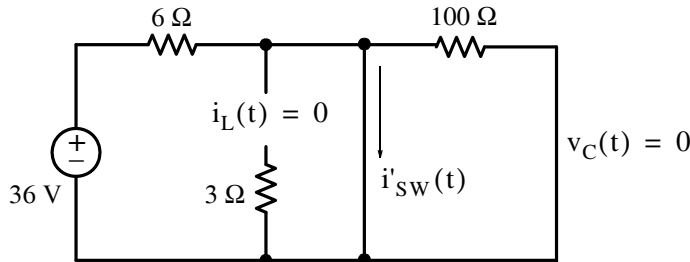 6 Ω
100 Ω
i_L(t) = 0
+
−
36 V
3 Ω
i'_SW(t)
v_C(t) = 0